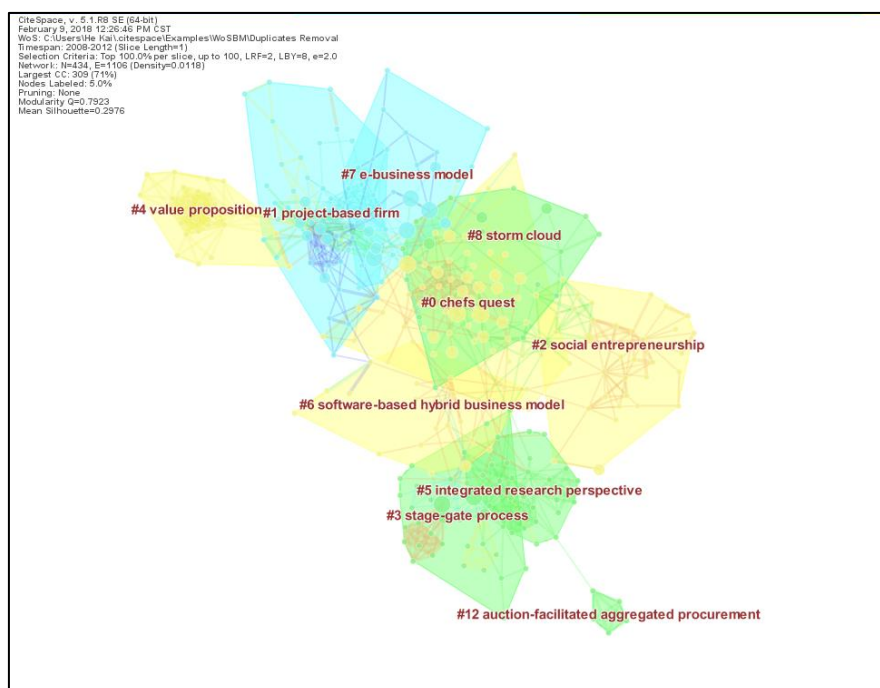 CiteSpace, v. 5.1.R8 SE (64-bit)
February 9, 2018 12:26:46 PM CST
WoS: C:\Users\He Kai\.citespace\Examples\WoSBM\Duplicates Removal
Timespan: 2008-2012 (Slice Length=1)
Selection Criteria: Top 100.0% per slice, up to 100, LRF=2, LBY=8, e=2.0
Network: N=434, E=1106 (Density=0.0118)
Largest CC: 309 (71%)
Nodes Labeled: 5.0%
Pruning: None
Modularity Q=0.7923
Mean Silhouette=0.2976
#7 e-business model
#4 value proposition
#1 project-based firm
#8 storm cloud
#0 chefs quest
#2 social entrepreneurship
#6 software-based hybrid business model
#5 integrated research perspective
#3 stage-gate process
#12 auction-facilitated aggregated procurement